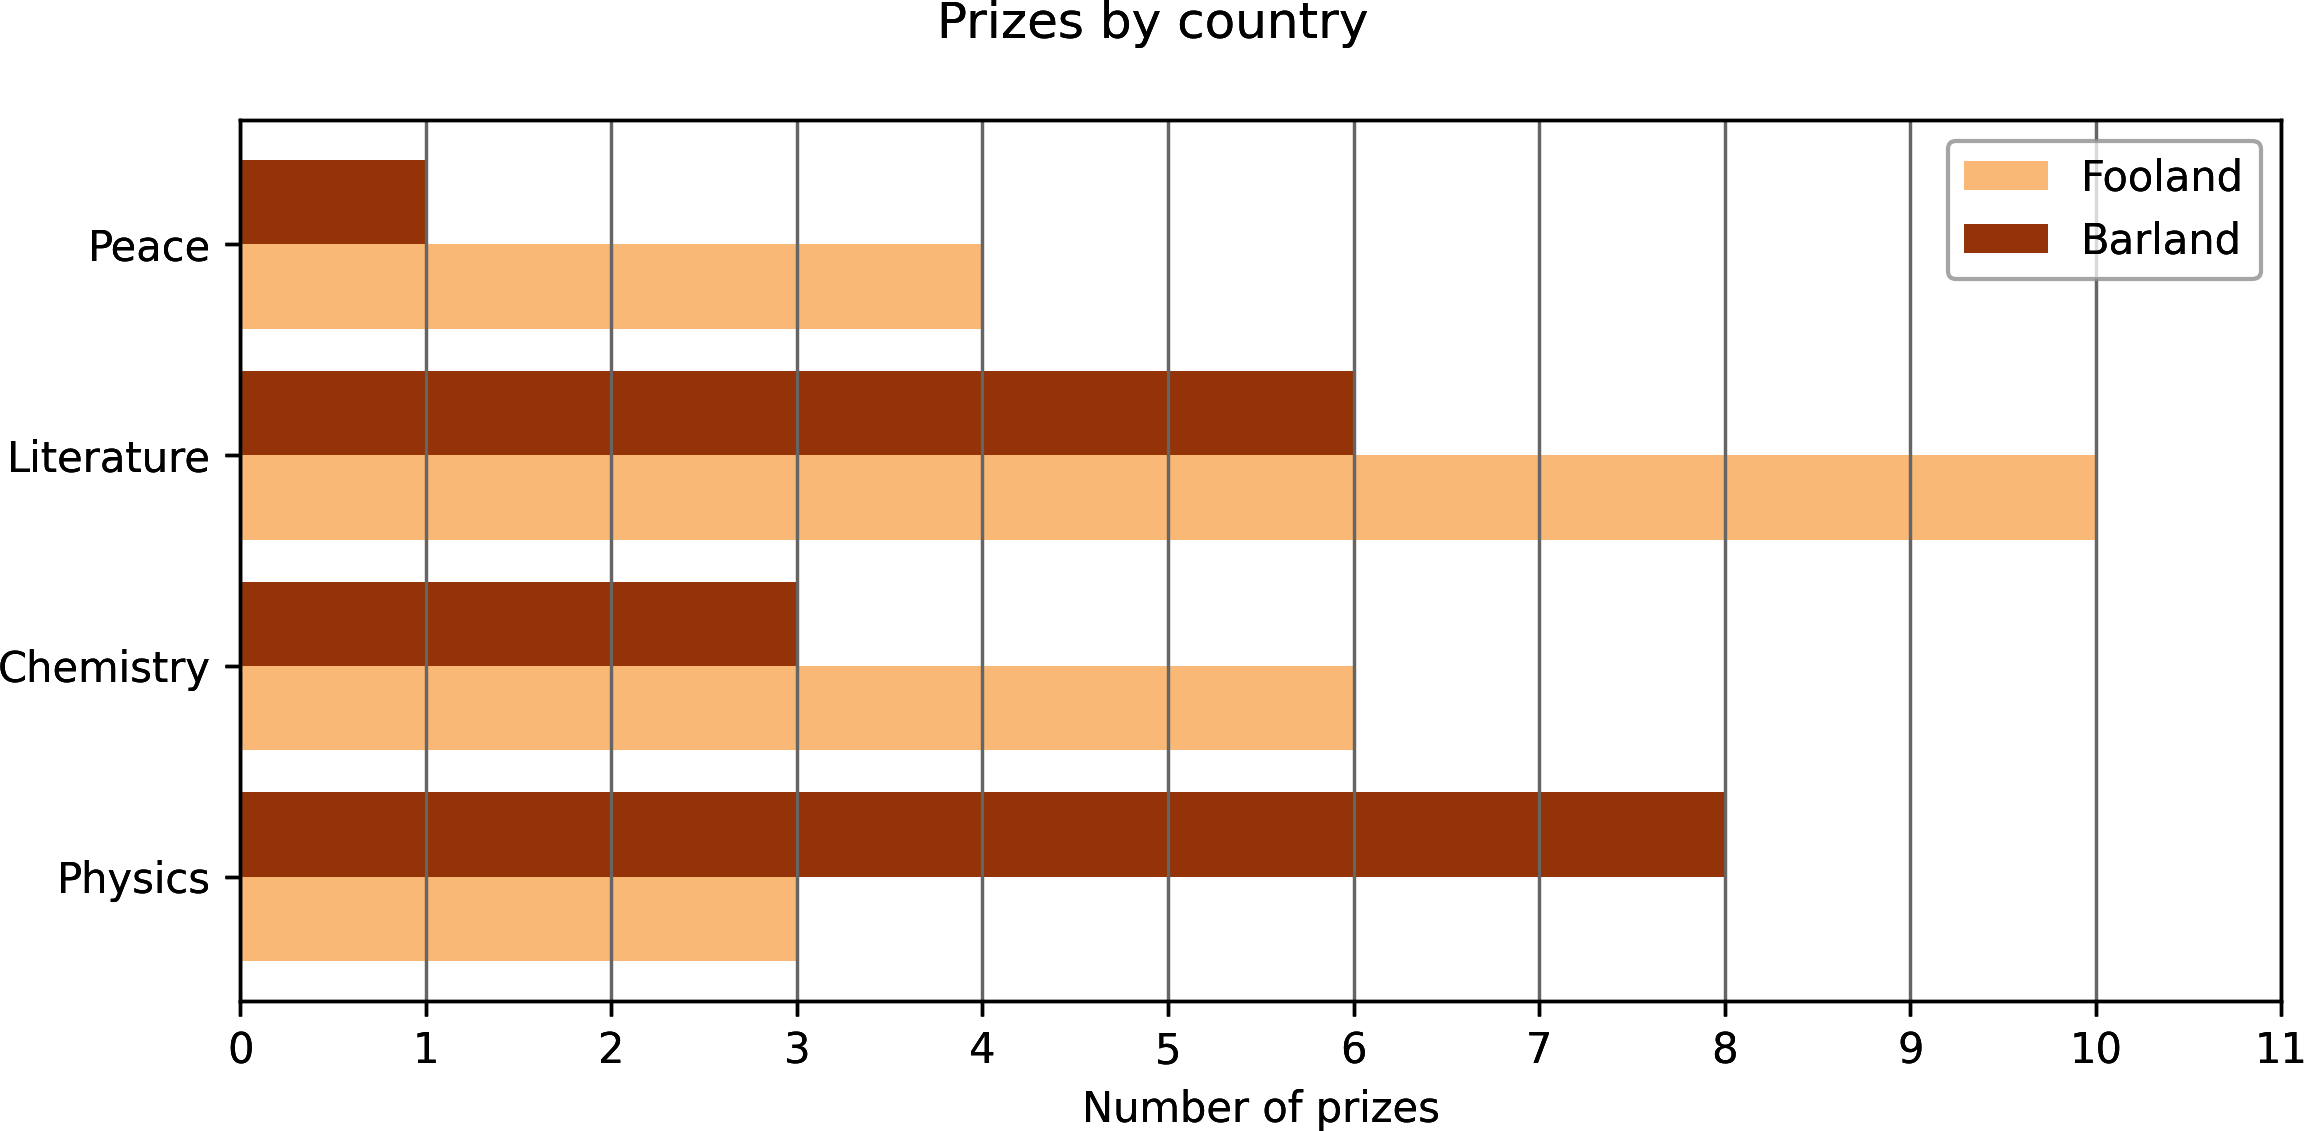 Prizes by country
Fooland
Barland
Peace
Literature
Chemistry
Physics
0 1 2 3 4 5 6 7 8 9 10 11
Number of prizes